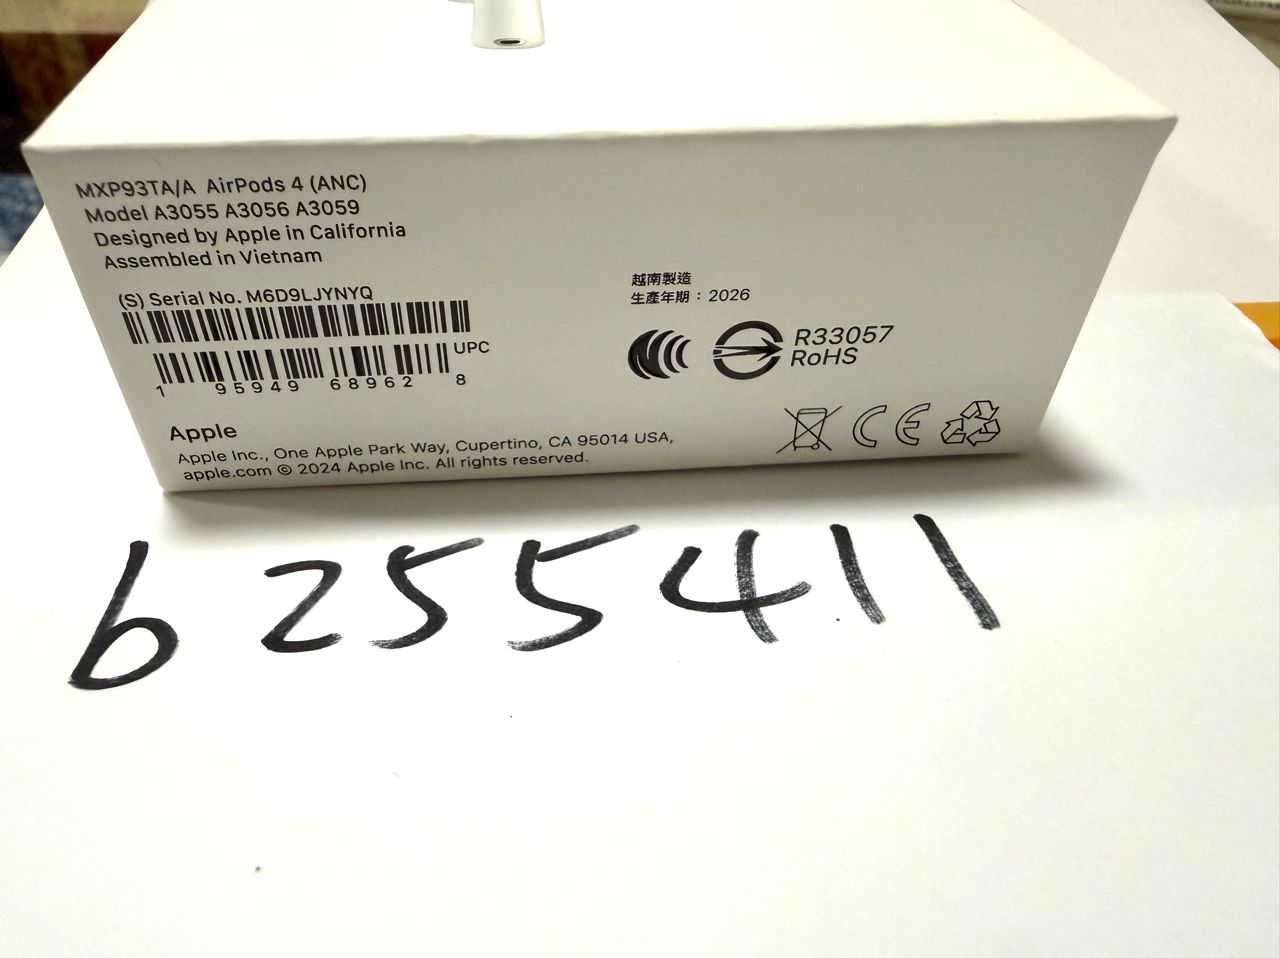 MXP93TA/A AirPods 4 (ANC)
Model A3055 A3056 A3059
Designed by Apple in California
Assembled in Vietnam
(S) Serial No. M6D9LJYNYQ
UPC
1 95949 68962 8
越南製造
生產年期：2026
R33057
RoHS
Apple
Apple Inc., One Apple Park Way, Cupertino, CA 95014 USA,
apple.com © 2024 Apple Inc. All rights reserved.
CE
6255411